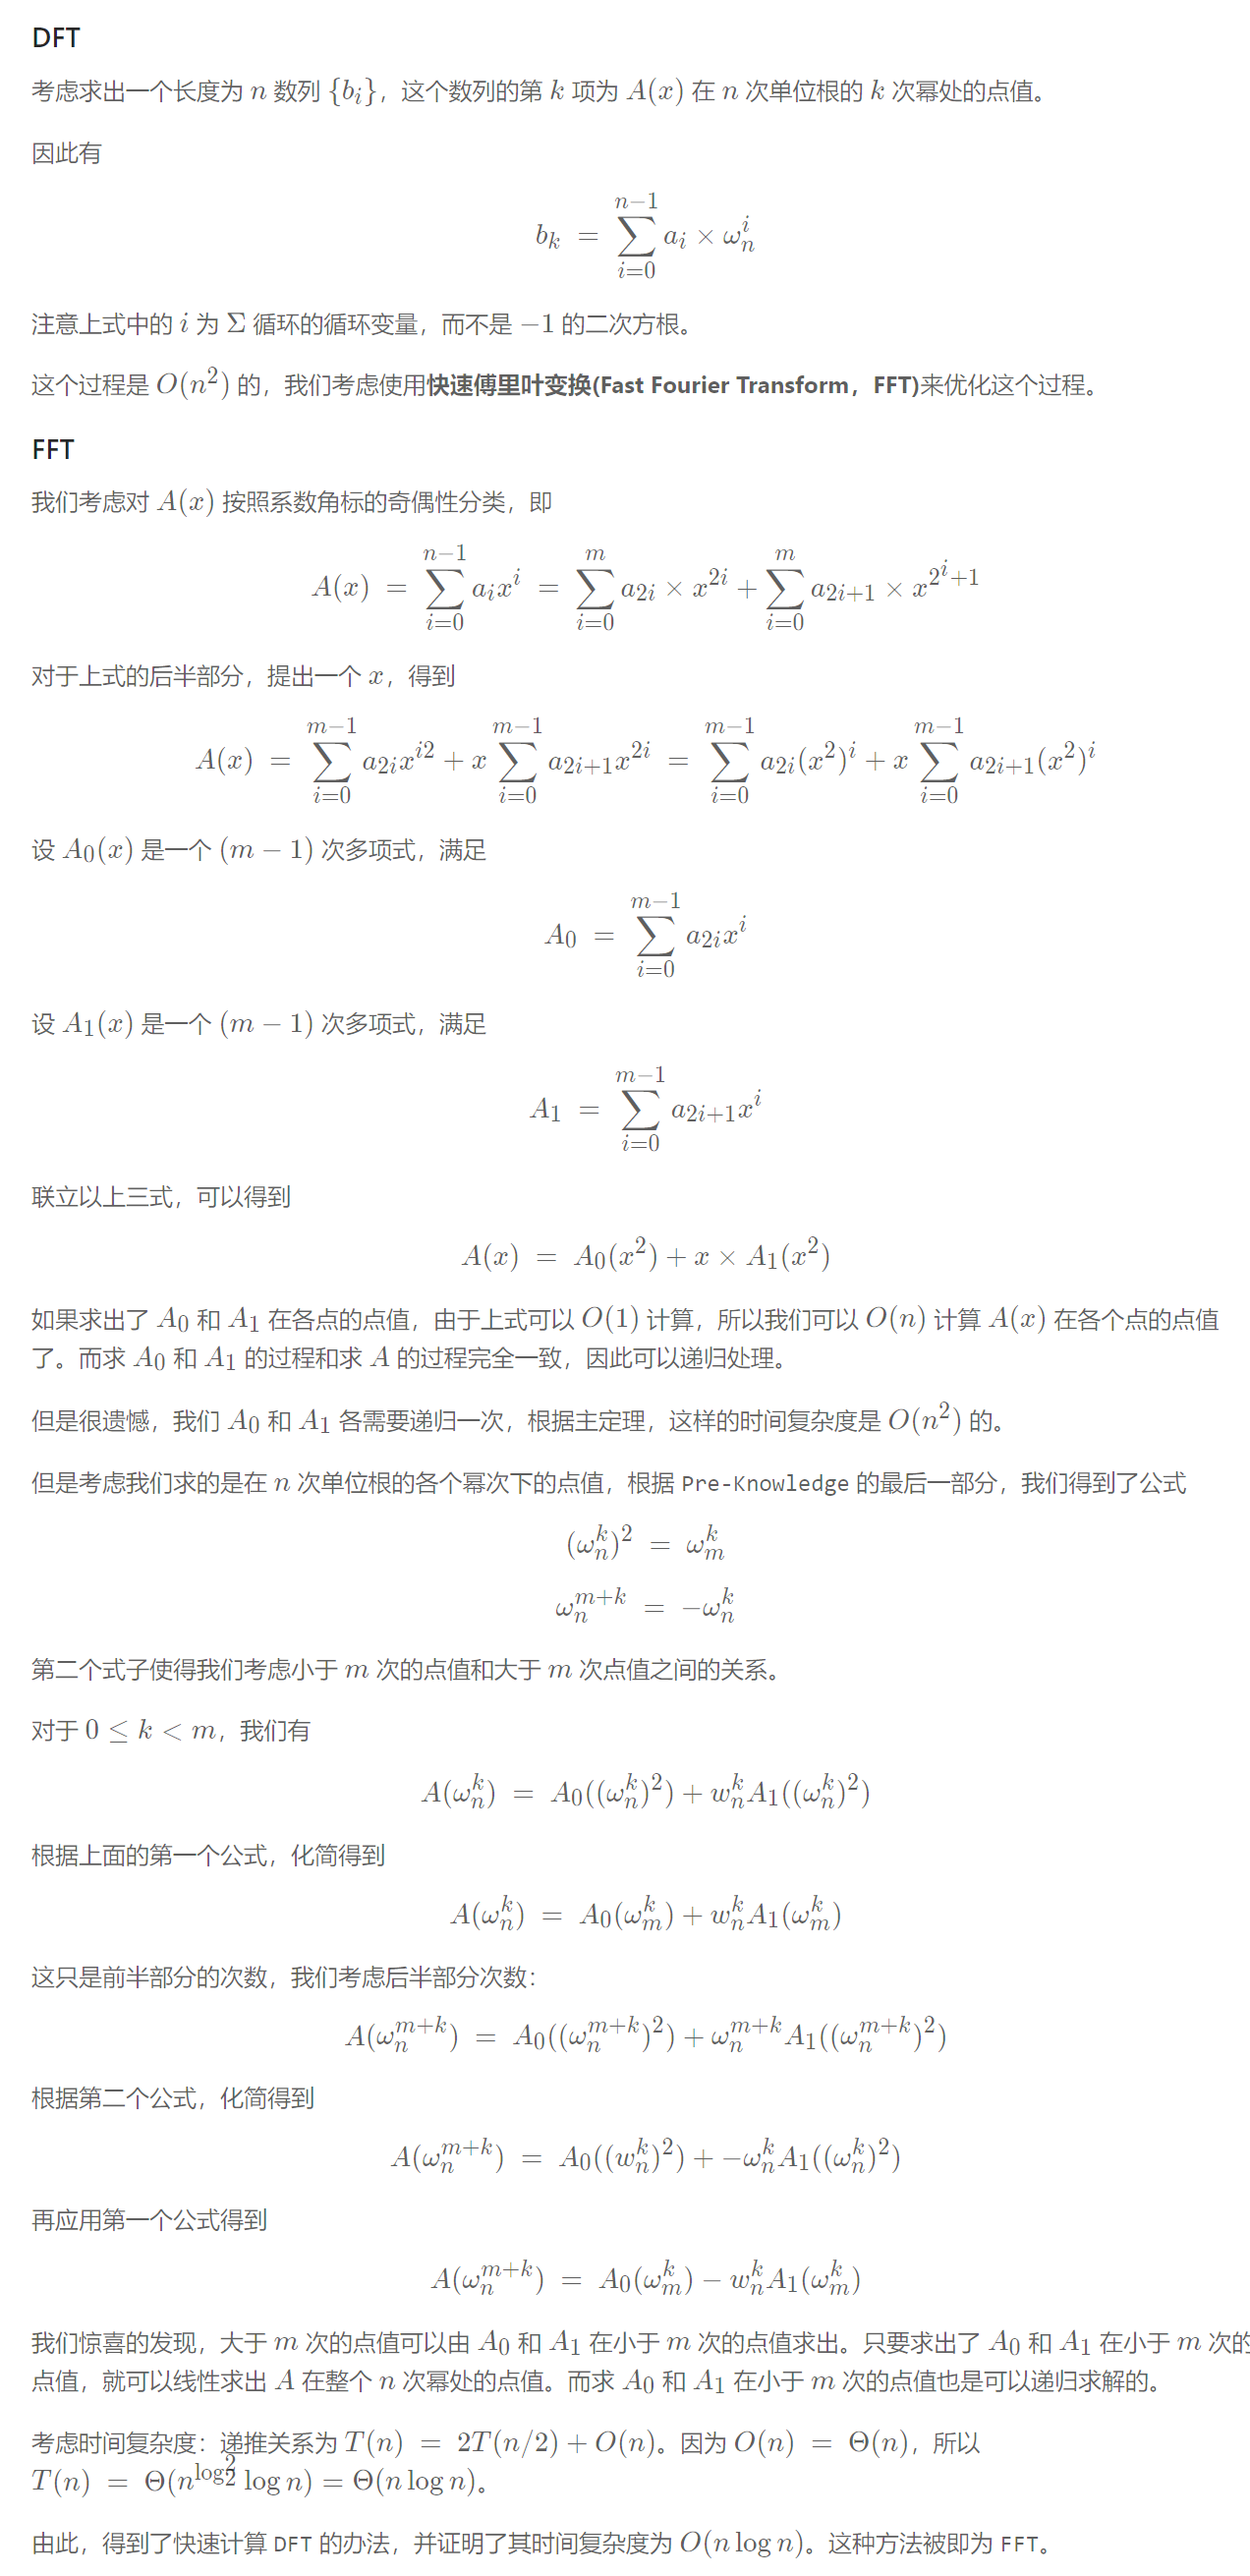 DFT
考虑求出一个长度为 $n$ 数列 $\{b_i\}$，这个数列的第 $k$ 项为 $A(x)$ 在 $n$ 次单位根的 $k$ 次幂处的点值。
因此有
$b_k = \sum_{i=0}^{n-1} a_i \times \omega_n^i$
注意上式中的 $i$ 为 $\Sigma$ 循环的循环变量，而不是 $-1$ 的二次方根。
这个过程是 $O(n^2)$ 的，我们考虑使用快速傅里叶变换(Fast Fourier Transform，FFT)来优化这个过程。
FFT
我们考虑对 $A(x)$ 按照系数角标的奇偶性分类，即
$A(x) = \sum_{i=0}^{n-1} a_i x^i = \sum_{i=0}^{m} a_{2i} \times x^{2i} + \sum_{i=0}^{m} a_{2i+1} \times x^{2^i+1}$
对于上式的后半部分，提出一个 $x$，得到
$A(x) = \sum_{i=0}^{m-1} a_{2i} x^{i2} + x \sum_{i=0}^{m-1} a_{2i+1} x^{2i} = \sum_{i=0}^{m-1} a_{2i} (x^2)^i + x \sum_{i=0}^{m-1} a_{2i+1} (x^2)^i$
设 $A_0(x)$ 是一个 $(m-1)$ 次多项式，满足
$A_0 = \sum_{i=0}^{m-1} a_{2i} x^i$
设 $A_1(x)$ 是一个 $(m-1)$ 次多项式，满足
$A_1 = \sum_{i=0}^{m-1} a_{2i+1} x^i$
联立以上三式，可以得到
$A(x) = A_0(x^2) + x \times A_1(x^2)$
如果求出了 $A_0$ 和 $A_1$ 在各点的点值，由于上式可以 $O(1)$ 计算，所以我们可以 $O(n)$ 计算 $A(x)$ 在各个点的点值
了。而求 $A_0$ 和 $A_1$ 的过程和求 $A$ 的过程完全一致，因此可以递归处理。
但是很遗憾，我们 $A_0$ 和 $A_1$ 各需要递归一次，根据主定理，这样的时间复杂度是 $O(n^2)$ 的。
但是考虑我们求的是在 $n$ 次单位根的各个幂次下的点值，根据 Pre-Knowledge 的最后一部分，我们得到了公式
$(\omega_n^k)^2 = \omega_m^k$
$\omega_n^{m+k} = -\omega_n^k$
第二个式子使得我们考虑小于 $m$ 次的点值和大于 $m$ 次点值之间的关系。
对于 $0 \leq k < m$，我们有
$A(\omega_n^k) = A_0((\omega_n^k)^2) + w_n^k A_1((\omega_n^k)^2)$
根据上面的第一个公式，化简得到
$A(\omega_n^k) = A_0(\omega_m^k) + w_n^k A_1(\omega_m^k)$
这只是前半部分的次数，我们考虑后半部分次数：
$A(\omega_n^{m+k}) = A_0((\omega_n^{m+k})^2) + \omega_n^{m+k} A_1((\omega_n^{m+k})^2)$
根据第二个公式，化简得到
$A(\omega_n^{m+k}) = A_0((w_n^k)^2) + -\omega_n^k A_1((\omega_n^k)^2)$
再应用第一个公式得到
$A(\omega_n^{m+k}) = A_0(\omega_m^k) - w_n^k A_1(\omega_m^k)$
我们惊喜的发现，大于 $m$ 次的点值可以由 $A_0$ 和 $A_1$ 在小于 $m$ 次的点值求出。只要求出了 $A_0$ 和 $A_1$ 在小于 $m$ 次的
点值，就可以线性求出 $A$ 在整个 $n$ 次幂处的点值。而求 $A_0$ 和 $A_1$ 在小于 $m$ 次的点值也是可以递归求解的。
考虑时间复杂度：递推关系为 $T(n) = 2T(n/2) + O(n)$。因为 $O(n) = \Theta(n)$，所以
$T(n) = \Theta(n^{\log_2^2} \log n) = \Theta(n \log n)$。
由此，得到了快速计算 DFT 的办法，并证明了其时间复杂度为 $O(n \log n)$。这种方法被即为 FFT。